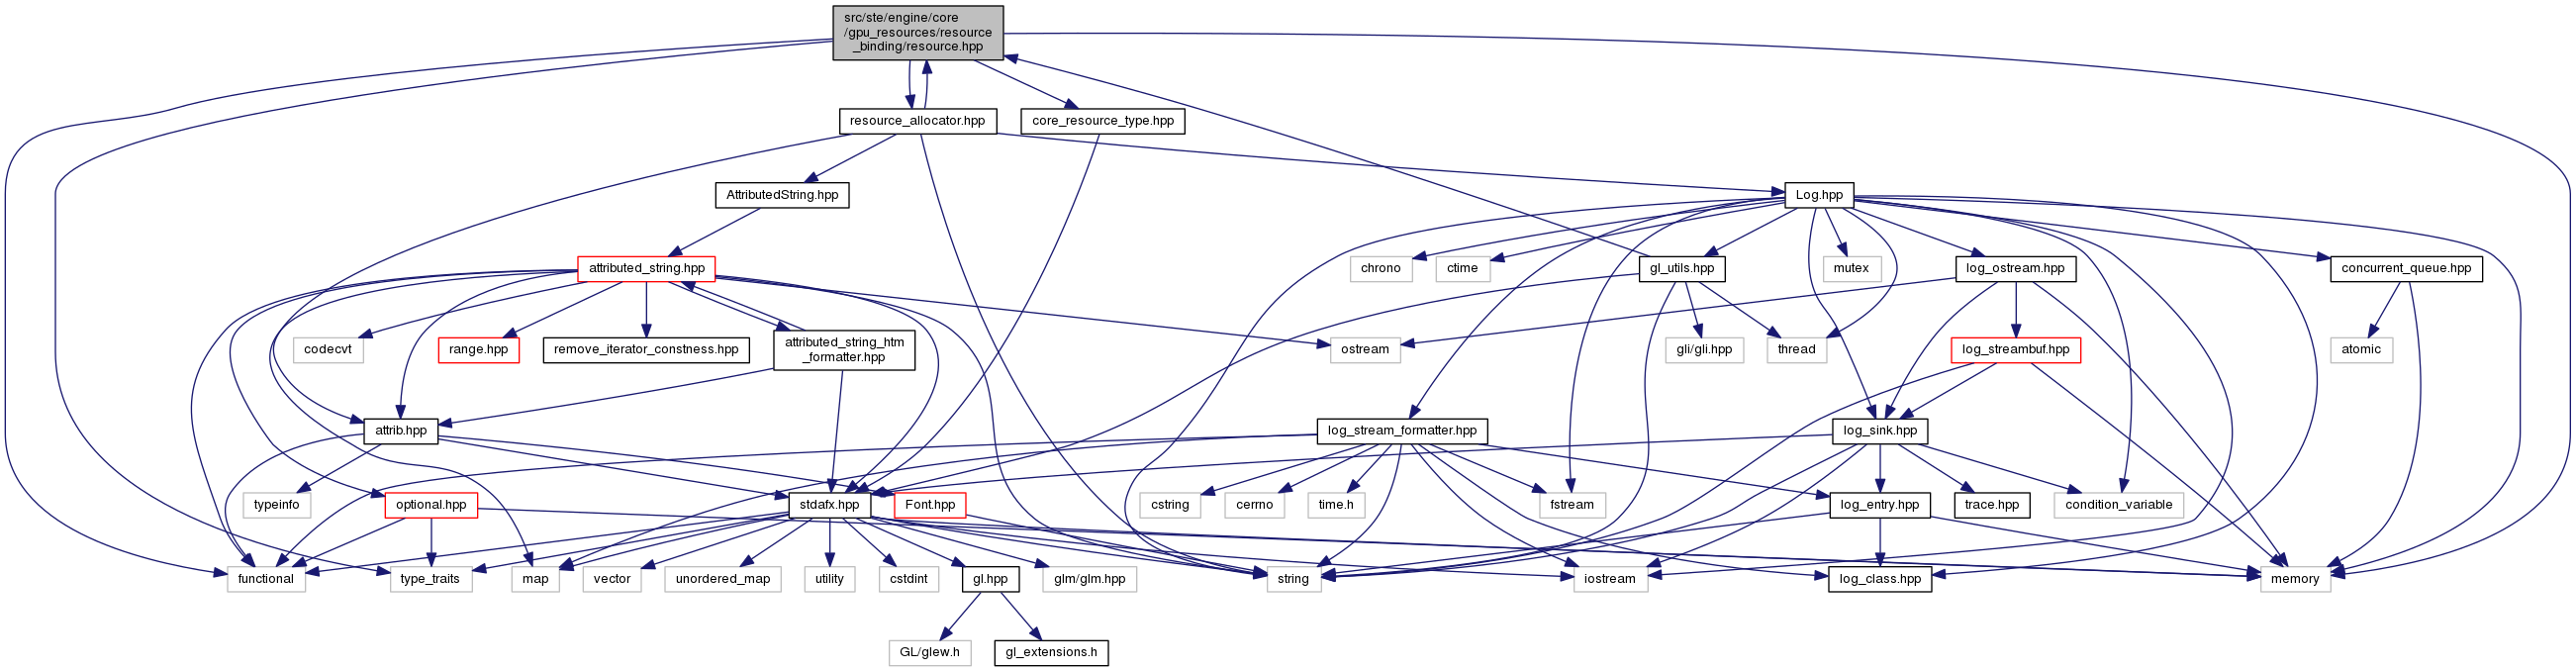 src/ste/engine/core
/gpu_resources/resource
_binding/resource.hpp
resource_allocator.hpp
core_resource_type.hpp
AttributedString.hpp
Log.hpp
attributed_string.hpp
chrono
ctime
gl_utils.hpp
mutex
log_ostream.hpp
concurrent_queue.hpp
codecvt
range.hpp
remove_iterator_constness.hpp
attributed_string_htm
_formatter.hpp
ostream
gli/gli.hpp
thread
log_streambuf.hpp
atomic
attrib.hpp
log_stream_formatter.hpp
log_sink.hpp
typeinfo
optional.hpp
stdafx.hpp
Font.hpp
cstring
cerrno
time.h
fstream
log_entry.hpp
trace.hpp
condition_variable
functional
type_traits
map
vector
unordered_map
utility
cstdint
gl.hpp
glm/glm.hpp
string
iostream
log_class.hpp
memory
GL/glew.h
gl_extensions.h